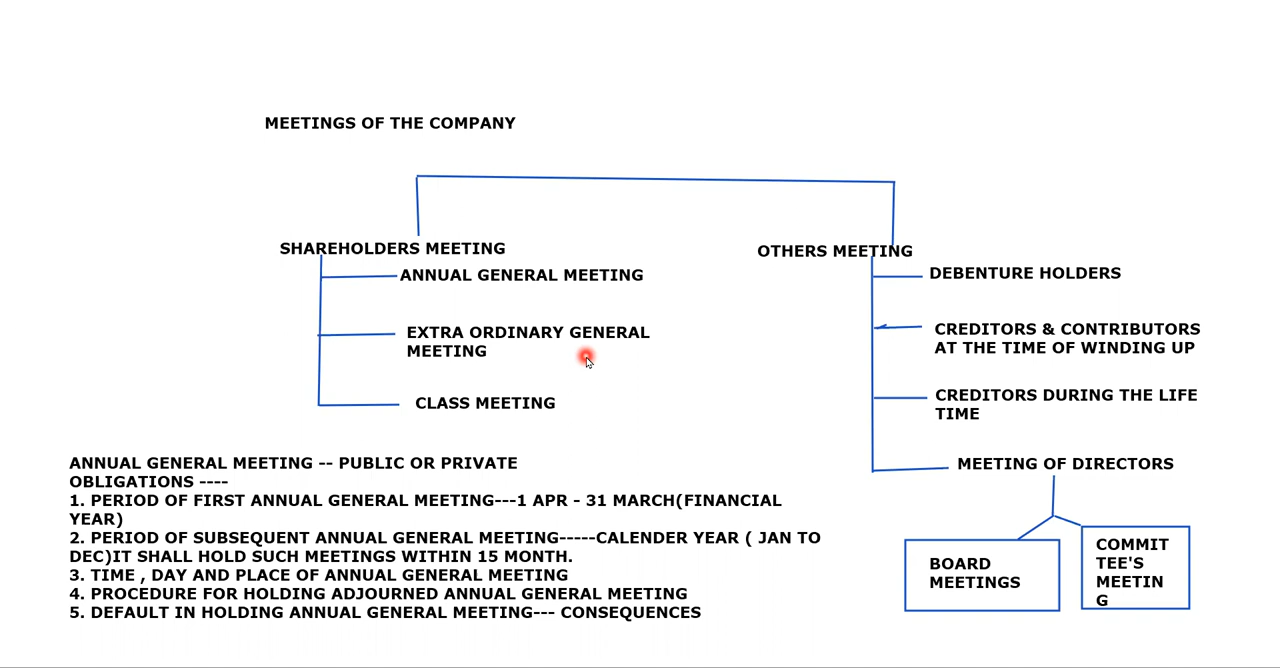 MEETINGS OF THE COMPANY
SHAREHOLDERS MEETING
ANNUAL GENERAL MEETING
EXTRA ORDINARY GENERAL
MEETING
CLASS MEETING
OTHERS MEETING
DEBENTURE HOLDERS
CREDITORS & CONTRIBUTORS
AT THE TIME OF WINDING UP
CREDITORS DURING THE LIFE
TIME
MEETING OF DIRECTORS
BOARD
MEETINGS
COMMIT
TEE'S
MEETIN
G
ANNUAL GENERAL MEETING -- PUBLIC OR PRIVATE
OBLIGATIONS ----
1. PERIOD OF FIRST ANNUAL GENERAL MEETING---1 APR - 31 MARCH(FINANCIAL
YEAR)
2. PERIOD OF SUBSEQUENT ANNUAL GENERAL MEETING-----CALENDER YEAR ( JAN TO
DEC)IT SHALL HOLD SUCH MEETINGS WITHIN 15 MONTH.
3. TIME , DAY AND PLACE OF ANNUAL GENERAL MEETING
4. PROCEDURE FOR HOLDING ADJOURNED ANNUAL GENERAL MEETING
5. DEFAULT IN HOLDING ANNUAL GENERAL MEETING--- CONSEQUENCES